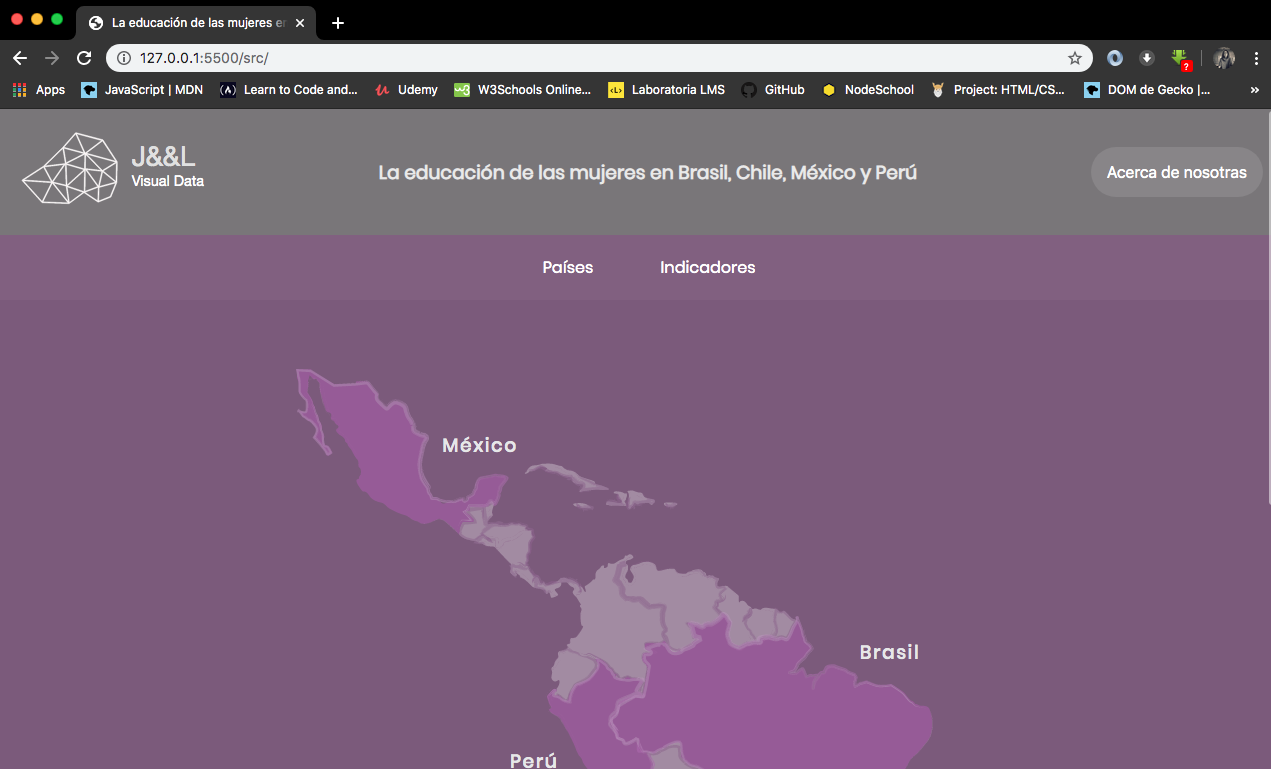 La educación de las mujeres en
127.0.0.1:5500/src/
Apps JavaScript | MDN Learn to Code and... Udemy W3Schools Online... Laboratoria LMS GitHub NodeSchool Project: HTML/CS... DOM de Gecko |... »
J&&L
Visual Data
La educación de las mujeres en Brasil, Chile, México y Perú
Acerca de nosotras
Países Indicadores
México
Brasil
Perú